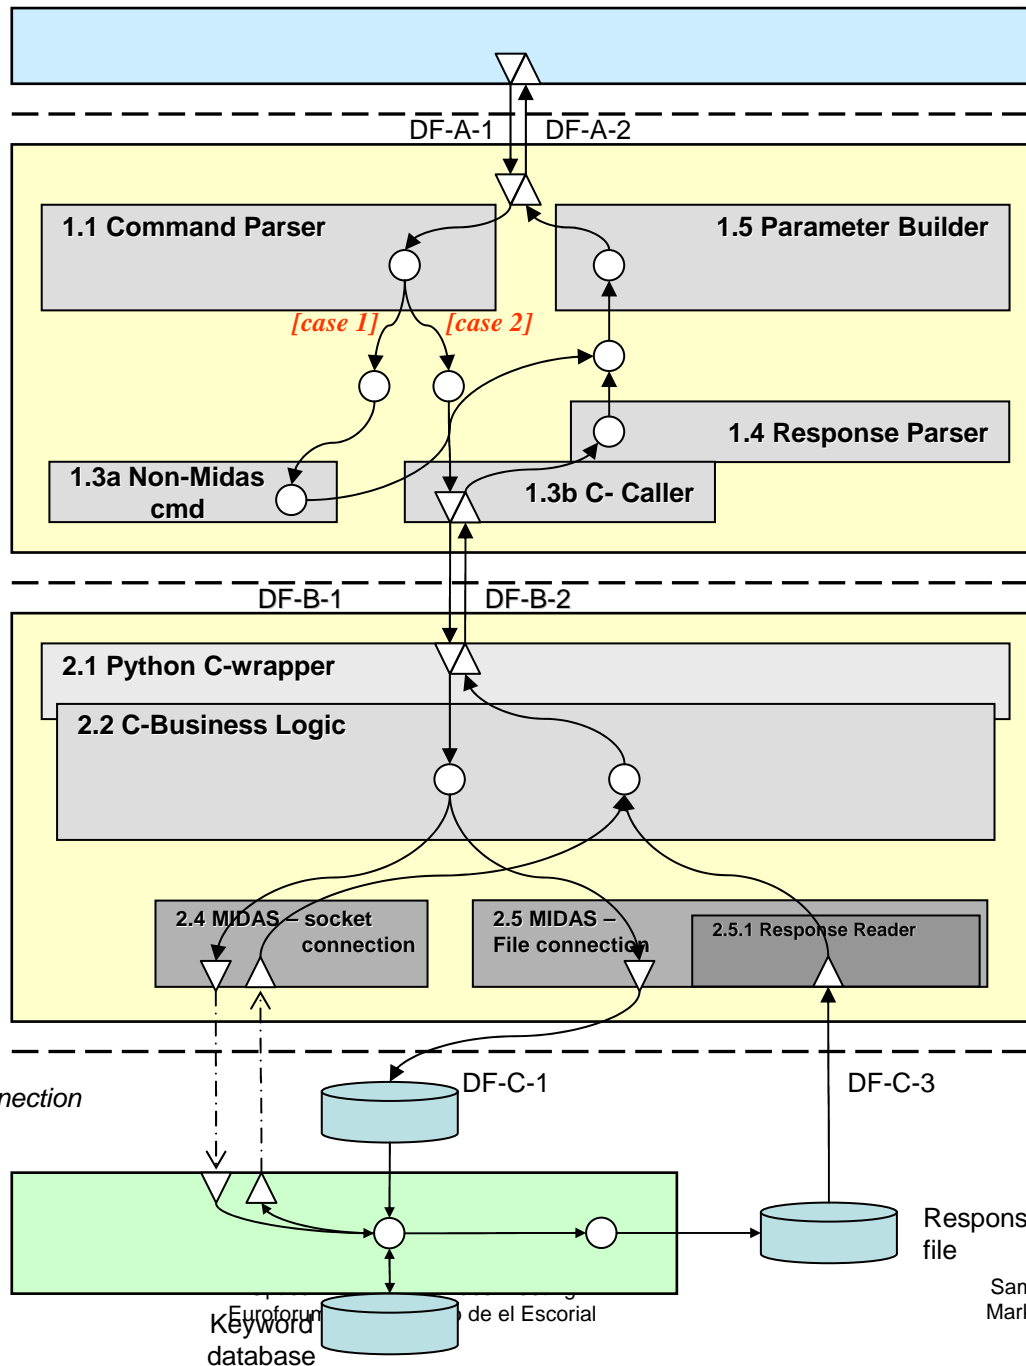 DF-A-1
DF-A-2
1.1 Command Parser
1.5 Parameter Builder
[case 1]
[case 2]
1.4 Response Parser
1.3a Non-Midas
cmd
1.3b C- Caller
DF-B-1
DF-B-2
2.1 Python C-wrapper
2.2 C-Business Logic
2.4 MIDAS – socket
connection
2.5 MIDAS –
File connection
2.5.1 Response Reader
DF-C-1
DF-C-3
nection
Respons
file
San
Mark
Euroforum de el Escorial
Keyword
database